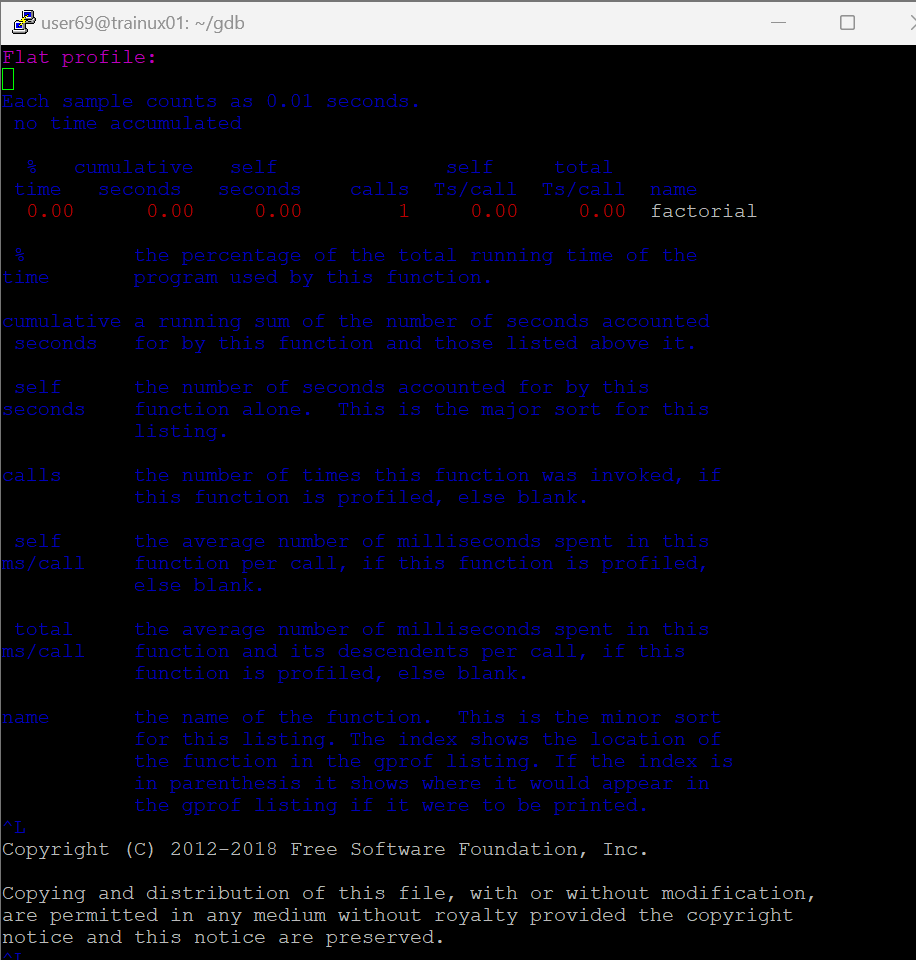 user69@trainux01: ~/gdb
Flat profile:
Each sample counts as 0.01 seconds.
 no time accumulated
  %   cumulative   self              self     total
 time   seconds   seconds    calls  Ts/call  Ts/call  name
  0.00      0.00     0.00        1     0.00     0.00  factorial
 %         the percentage of the total running time of the
time       program used by this function.
cumulative a running sum of the number of seconds accounted
 seconds   for by this function and those listed above it.
 self      the number of seconds accounted for by this
seconds    function alone.  This is the major sort for this
           listing.
calls      the number of times this function was invoked, if
           this function is profiled, else blank.
 self      the average number of milliseconds spent in this
ms/call    function per call, if this function is profiled,
           else blank.
 total     the average number of milliseconds spent in this
ms/call    function and its descendents per call, if this
           function is profiled, else blank.
name       the name of the function.  This is the minor sort
           for this listing. The index shows the location of
           the function in the gprof listing. If the index is
           in parenthesis it shows where it would appear in
           the gprof listing if it were to be printed.
^L
Copyright (C) 2012-2018 Free Software Foundation, Inc.
Copying and distribution of this file, with or without modification,
are permitted in any medium without royalty provided the copyright
notice and this notice are preserved.
^L